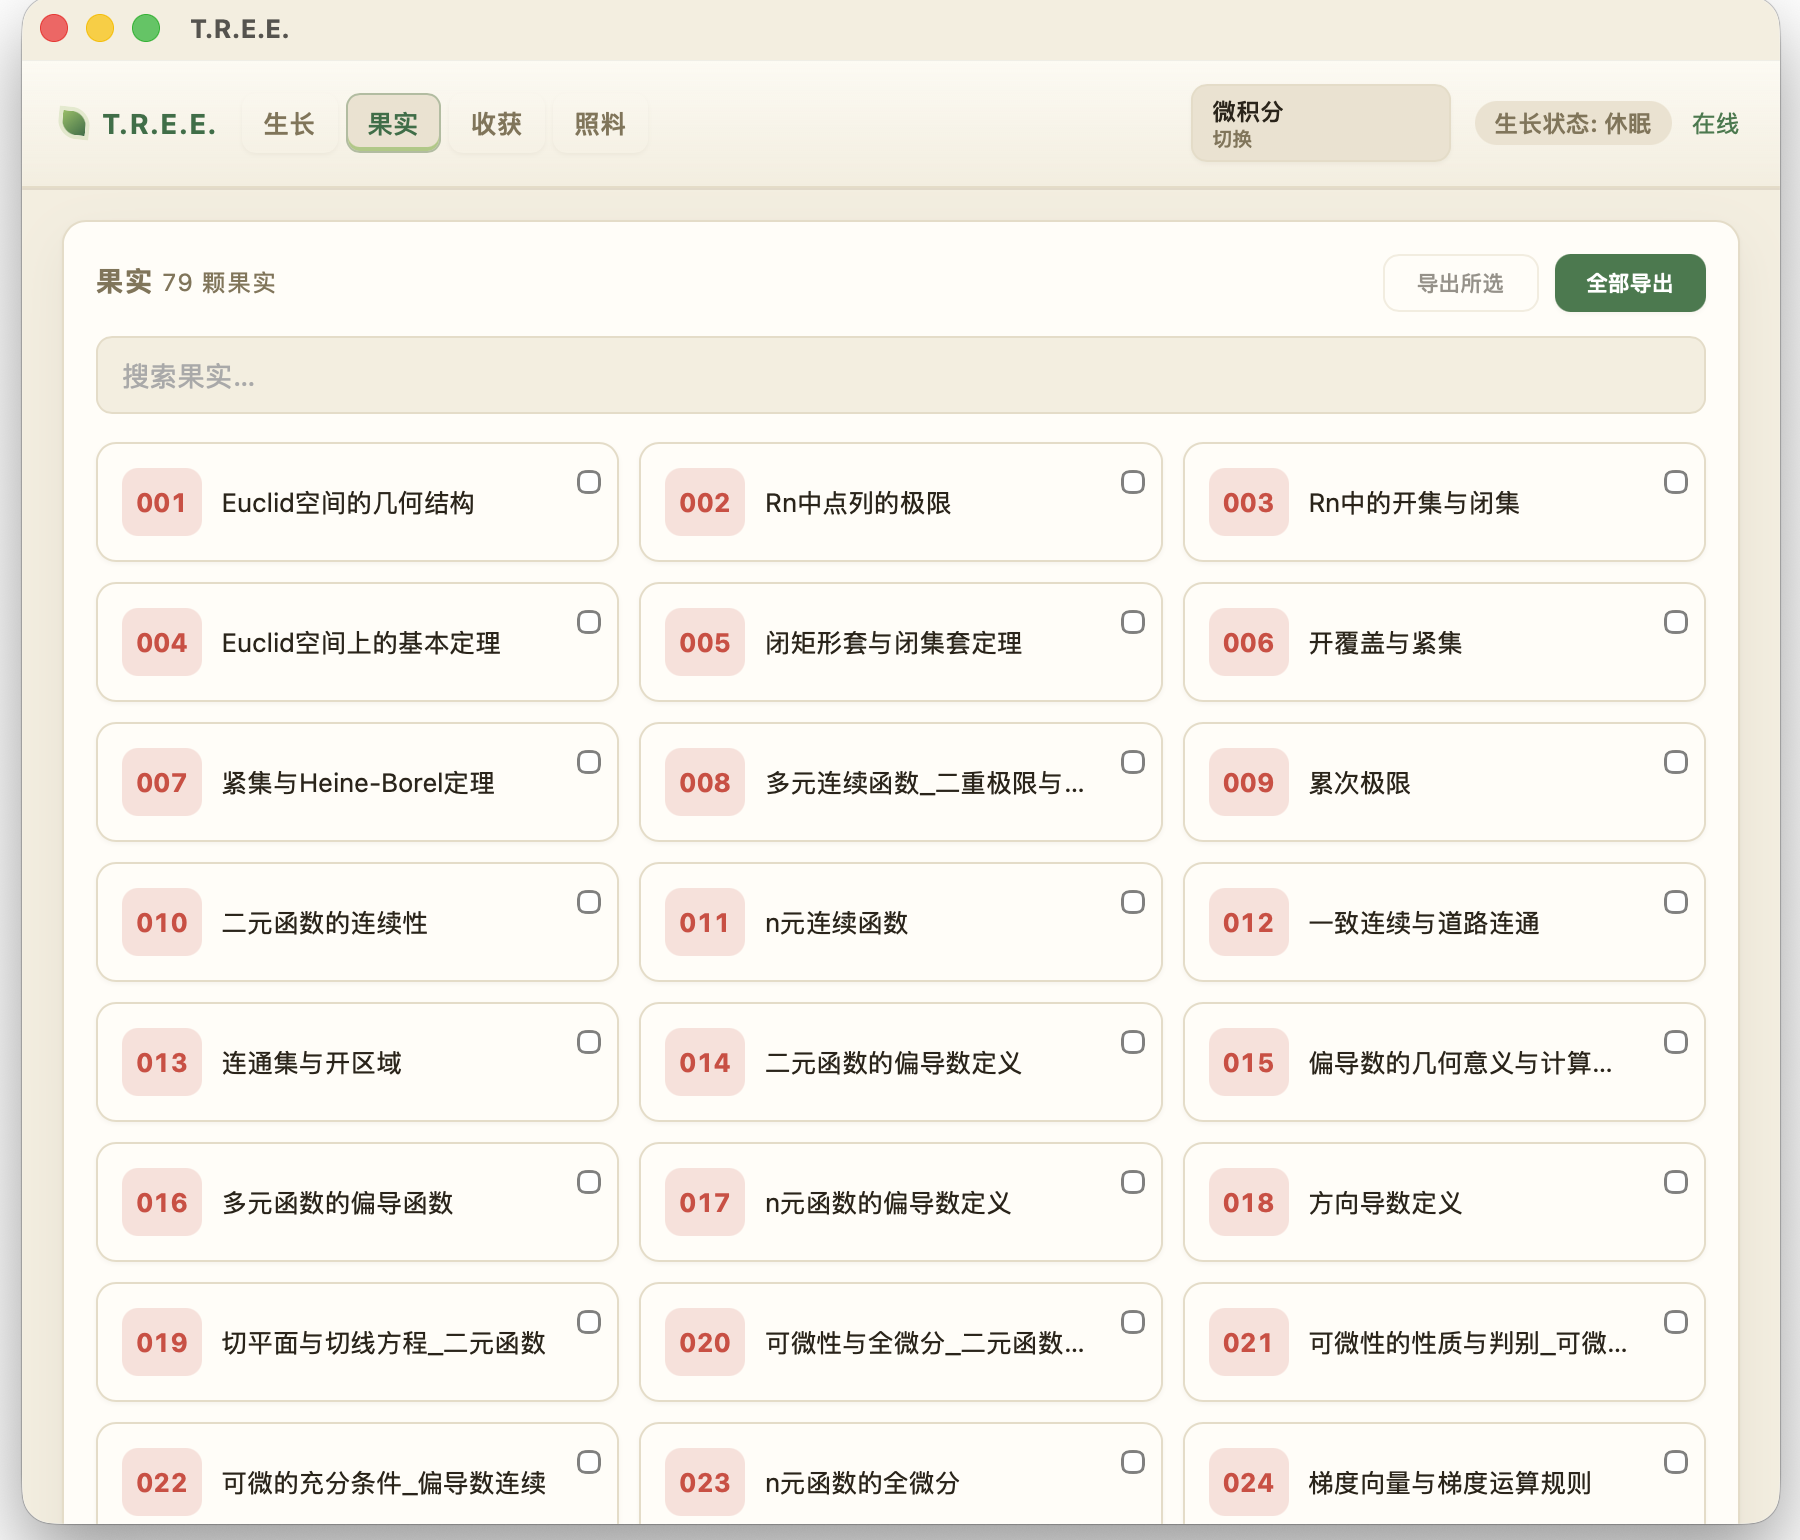 T.R.E.E.
T.R.E.E.
生长
果实
收获
照料
微积分
切换
生长状态: 休眠
在线
果实 79 颗果实
导出所选
全部导出
搜索果实...
001 Euclid空间的几何结构
002 Rn中点列的极限
003 Rn中的开集与闭集
004 Euclid空间上的基本定理
005 闭矩形套与闭集套定理
006 开覆盖与紧集
007 紧集与Heine-Borel定理
008 多元连续函数_二重极限与...
009 累次极限
010 二元函数的连续性
011 n元连续函数
012 一致连续与道路连通
013 连通集与开区域
014 二元函数的偏导数定义
015 偏导数的几何意义与计算...
016 多元函数的偏导函数
017 n元函数的偏导数定义
018 方向导数定义
019 切平面与切线方程_二元函数
020 可微性与全微分_二元函数...
021 可微性的性质与判别_可微...
022 可微的充分条件_偏导数连续
023 n元函数的全微分
024 梯度向量与梯度运算规则